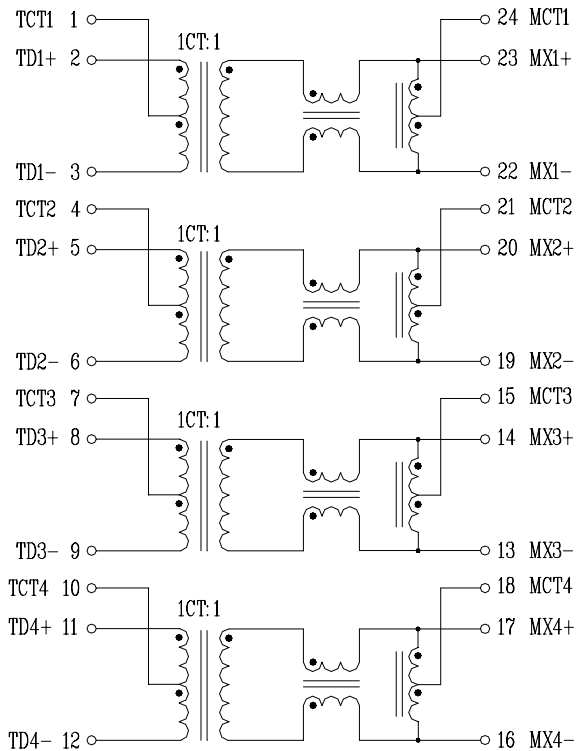 TCT1 1 24 MCT1
1CT:1
TD1+ 2 23 MX1+
TD1- 3 22 MX1-
TCT2 4 21 MCT2
1CT:1
TD2+ 5 20 MX2+
TD2- 6 19 MX2-
TCT3 7 15 MCT3
1CT:1
TD3+ 8 14 MX3+
TD3- 9 13 MX3-
TCT4 10 18 MCT4
1CT:1
TD4+ 11 17 MX4+
TD4- 12 16 MX4-